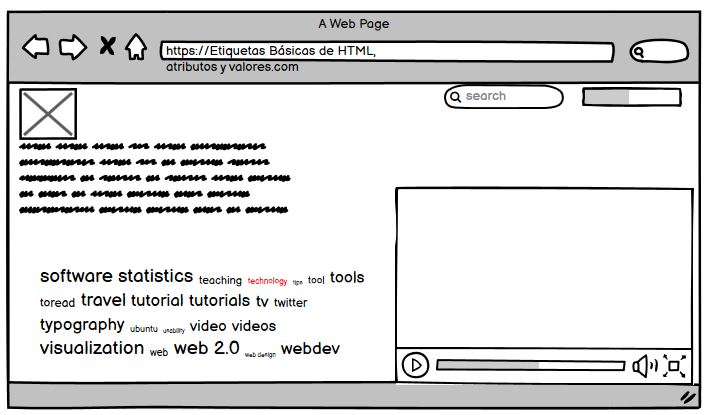 A Web Page
https://Etiquetas Básicas de HTML,
atributos y valores.com
search
software statistics teaching technology tips tool tools
toread travel tutorial tutorials tv twitter
typography ubuntu usability video videos
visualization web web 2.0 web design webdev